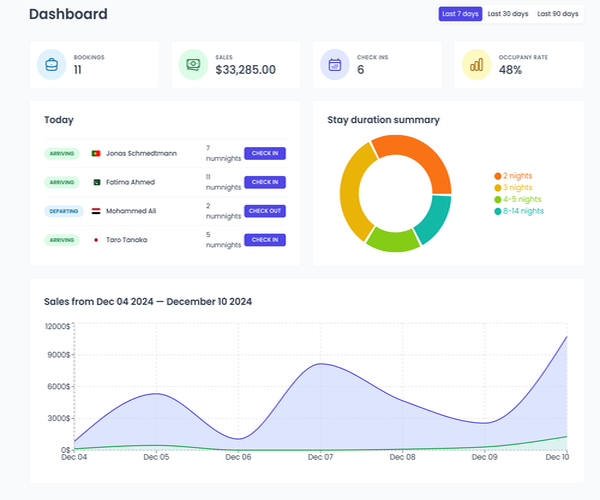 Dashboard
Last 7 days Last 30 days Last 90 days
BOOKINGS
11
SALES
$33,285.00
CHECK INS
6
OCCUPANY RATE
48%
Today
ARRIVING Jonas Schmedtmann 7 numnights CHECK IN
ARRIVING Fatima Ahmed 11 numnights CHECK IN
DEPARTING Mohammed Ali 2 numnights CHECK OUT
ARRIVING Taro Tanaka 5 numnights CHECK IN
Stay duration summary
2 nights
3 nights
4-5 nights
8-14 nights
Sales from Dec 04 2024 — December 10 2024
12000$
9000$
6000$
3000$
0$
Dec 04 Dec 05 Dec 06 Dec 07 Dec 08 Dec 09 Dec 10